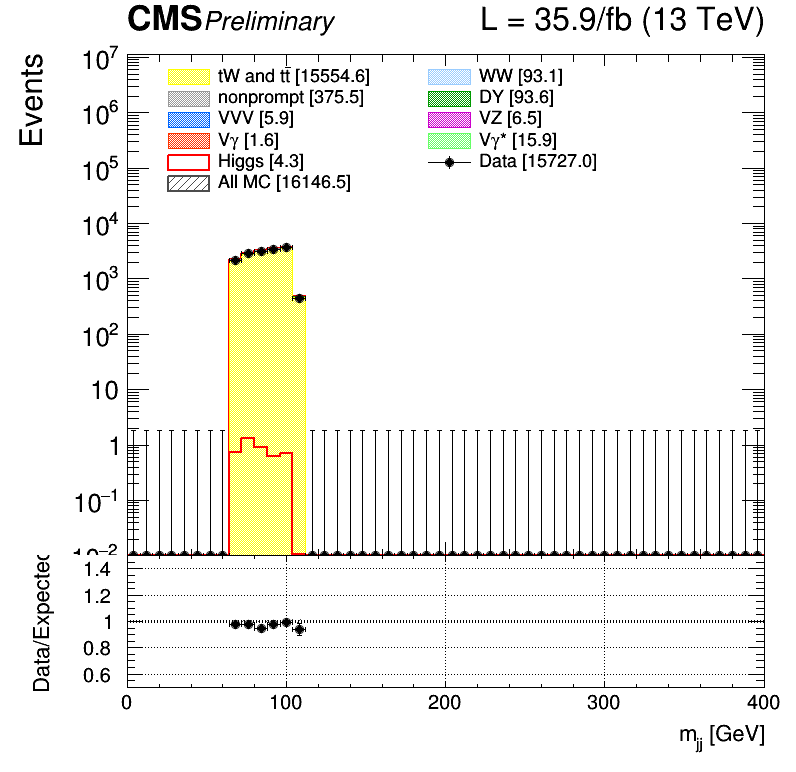 CMS Preliminary L = 35.9/fb (13 TeV)
Events
10⁷
10⁶
10⁵
10⁴
10³
10²
10
1
10⁻¹
10⁻²
tW and tt̄ [15554.6]
nonprompt [375.5]
VVV [5.9]
Vγ [1.6]
Higgs [4.3]
All MC [16146.5]
WW [93.1]
DY [93.6]
VZ [6.5]
Vγ* [15.9]
Data [15727.0]
Data/Expected
1.4
1.2
1
0.8
0.6
0 100 200 300 400
m_jj [GeV]